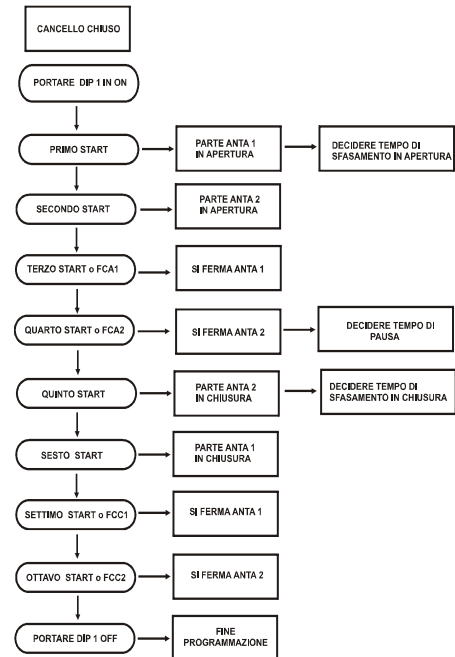 CANCELLO CHIUSO
PORTARE DIP 1 IN ON
PRIMO START
PARTE ANTA 1
IN APERTURA
DECIDERE TEMPO DI
SFASAMENTO IN APERTURA
SECONDO START
PARTE ANTA 2
IN APERTURA
TERZO START o FCA1
SI FERMA ANTA 1
QUARTO START o FCA2
SI FERMA ANTA 2
DECIDERE TEMPO DI
PAUSA
QUINTO START
PARTE ANTA 2
IN CHIUSURA
DECIDERE TEMPO DI
SFASAMENTO IN CHIUSURA
SESTO START
PARTE ANTA 1
IN CHIUSURA
SETTIMO START o FCC1
SI FERMA ANTA 1
OTTAVO START o FCC2
SI FERMA ANTA 2
PORTARE DIP 1 OFF
FINE
PROGRAMMAZIONE